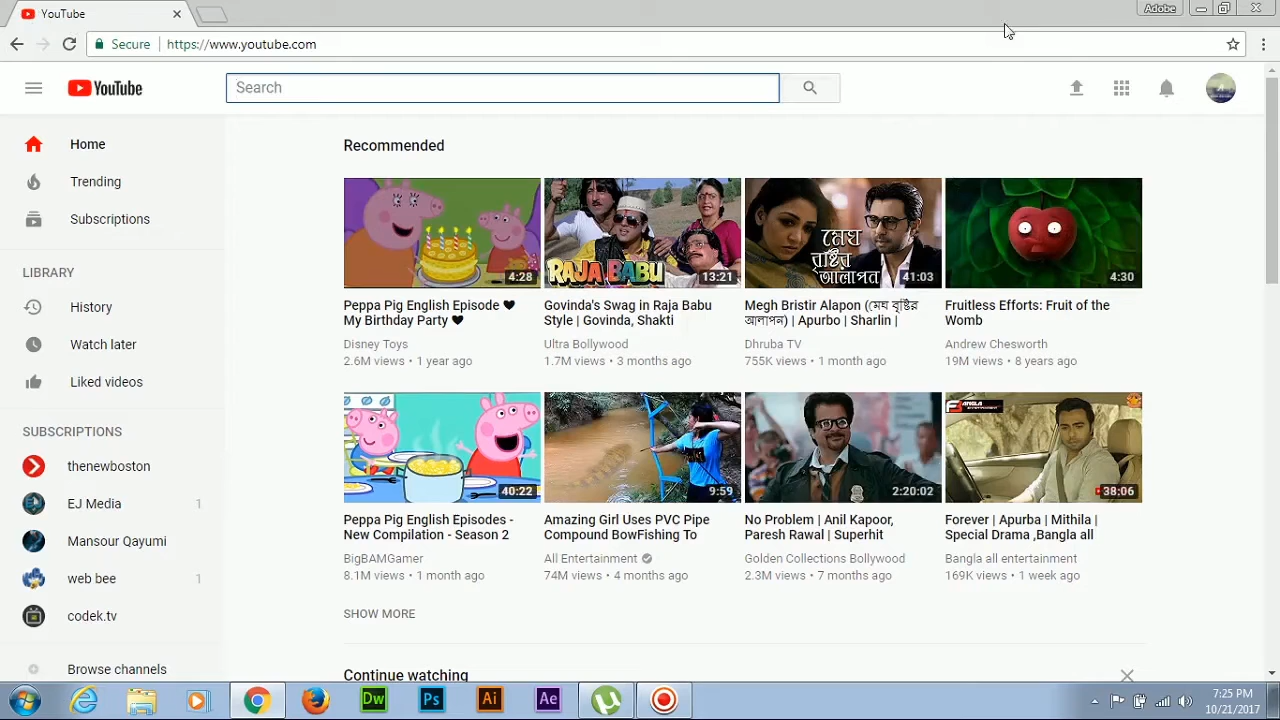 YouTube
Adobe
Secure
https://www.youtube.com
YouTube
Search
Home
Trending
Subscriptions
LIBRARY
History
Watch later
Liked videos
SUBSCRIPTIONS
thenewboston
EJ Media 1
Mansour Qayumi
web bee 1
codek.tv
Browse channels
Recommended
4:28
RAJA BABU
13:21
মেঘ
বৃষ্টির
আলাপন
41:03
4:30
Peppa Pig English Episode ❤
My Birthday Party ❤
Disney Toys
2.6M views • 1 year ago
Govinda's Swag in Raja Babu
Style | Govinda, Shakti
Ultra Bollywood
1.7M views • 3 months ago
Megh Bristir Alapon (মেঘ বৃষ্টির
আলাপন) | Apurbo | Sharlin |
Dhruba TV
755K views • 1 month ago
Fruitless Efforts: Fruit of the
Womb
Andrew Chesworth
19M views • 8 years ago
40:22
9:59
2:20:02
BANGLA
38:06
Peppa Pig English Episodes -
New Compilation - Season 2
BigBAMGamer
8.1M views • 1 month ago
Amazing Girl Uses PVC Pipe
Compound BowFishing To
All Entertainment
74M views • 4 months ago
No Problem | Anil Kapoor,
Paresh Rawal | Superhit
Golden Collections Bollywood
2.3M views • 7 months ago
Forever | Apurba | Mithila |
Special Drama ,Bangla all
Bangla all entertainment
169K views • 1 week ago
SHOW MORE
Continue watching
Dw
Ps
Ai
Ae
7:25 PM
10/21/2017